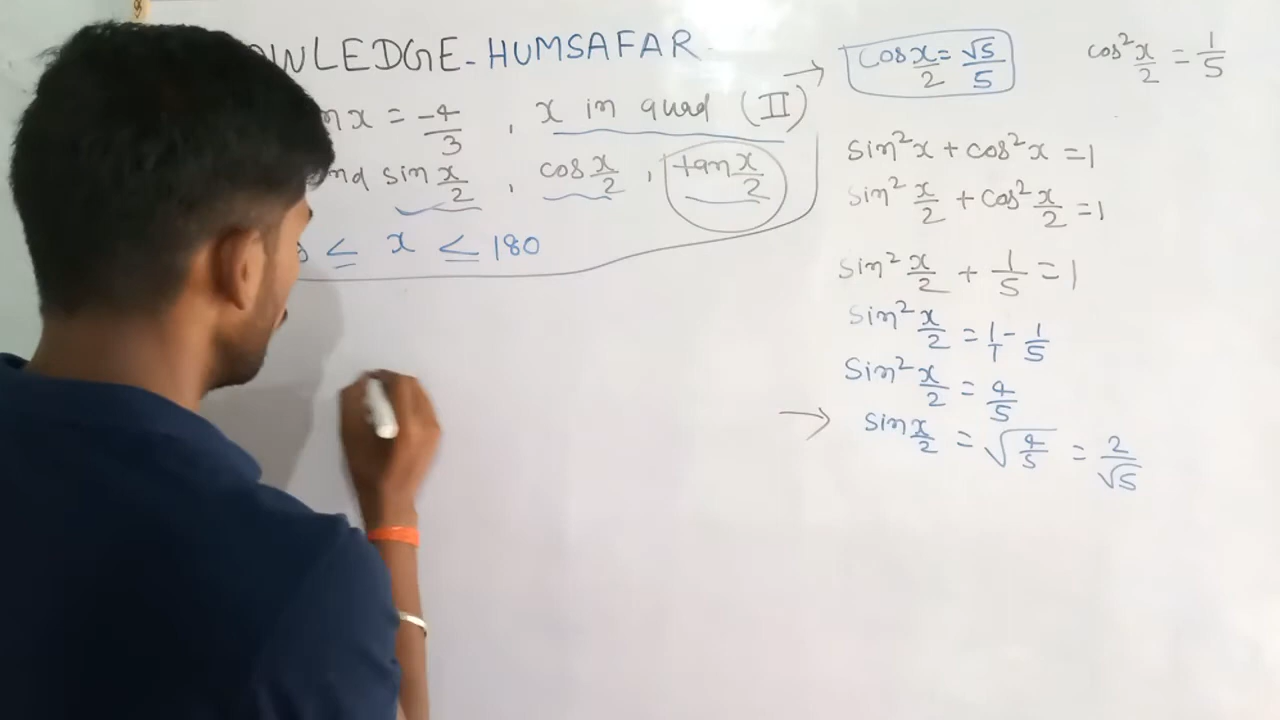 OWLEDGE-HUMSAFAR
n x = -4/3 , x in quad (II)
nd sin x/2 , cos x/2 , tan x/2
≤ x ≤ 180
→ cos x/2 = √5/5
cos² x/2 = 1/5
sin²x + cos²x = 1
sin² x/2 + cos² x/2 = 1
sin² x/2 + 1/5 = 1
sin² x/2 = 1/1 - 1/5
sin² x/2 = 4/5
→ sin x/2 = √4/5 = 2/√5